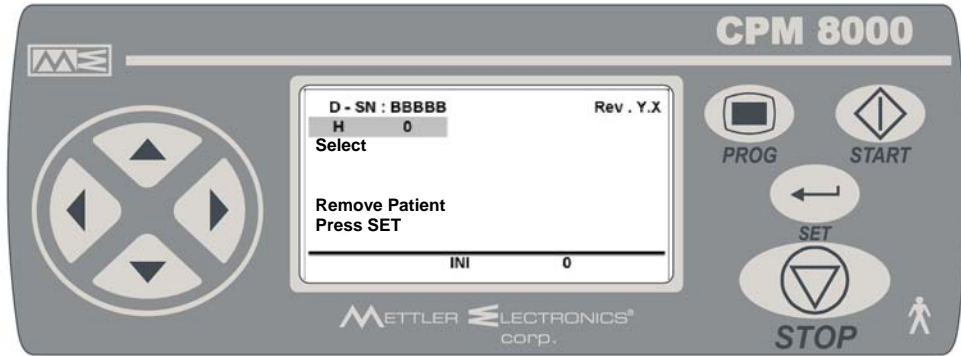 CPM 8000
D - SN : BBBBB Rev . Y.X
H 0
Select
Remove Patient
Press SET
INI 0
PROG START
SET
STOP
METTLER ELECTRONICS®
corp.